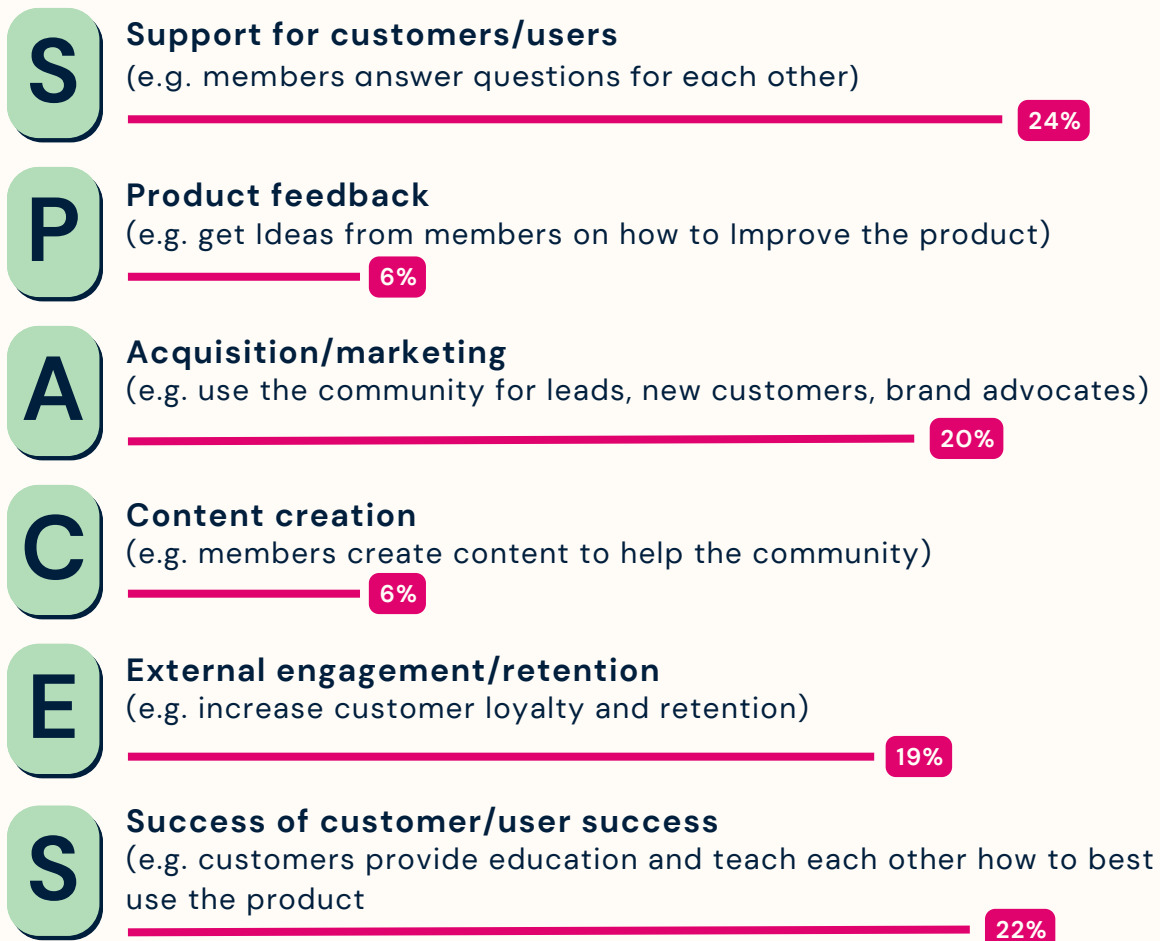 S
Support for customers/users
(e.g. members answer questions for each other)
24%
P
Product feedback
(e.g. get Ideas from members on how to Improve the product)
6%
A
Acquisition/marketing
(e.g. use the community for leads, new customers, brand advocates)
20%
C
Content creation
(e.g. members create content to help the community)
6%
E
External engagement/retention
(e.g. increase customer loyalty and retention)
19%
S
Success of customer/user success
(e.g. customers provide education and teach each other how to best
use the product
22%